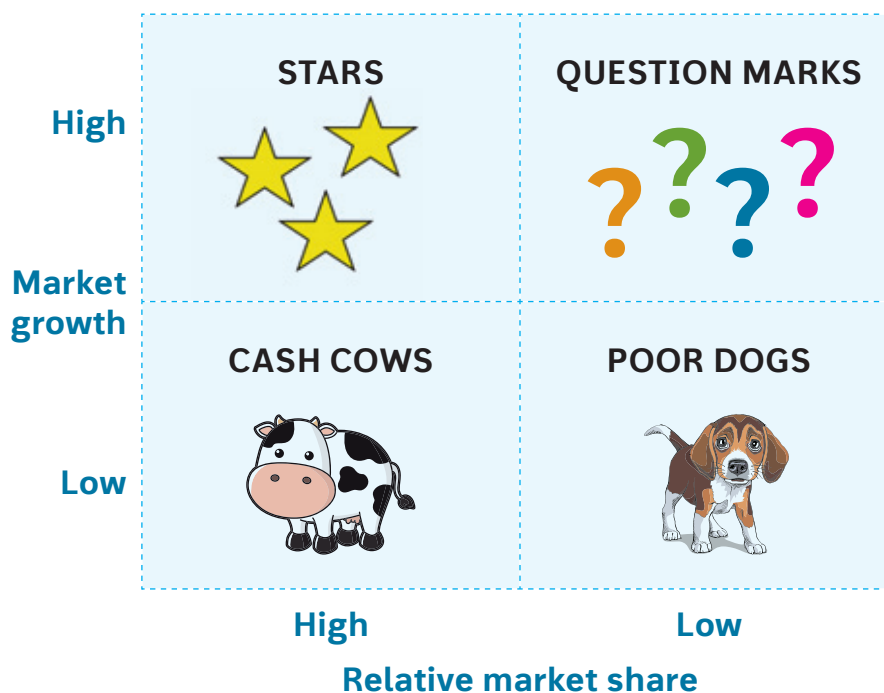 STARS
QUESTION MARKS
High
? ? ? ?
Market
growth
CASH COWS
POOR DOGS
Low
High
Low
Relative market share